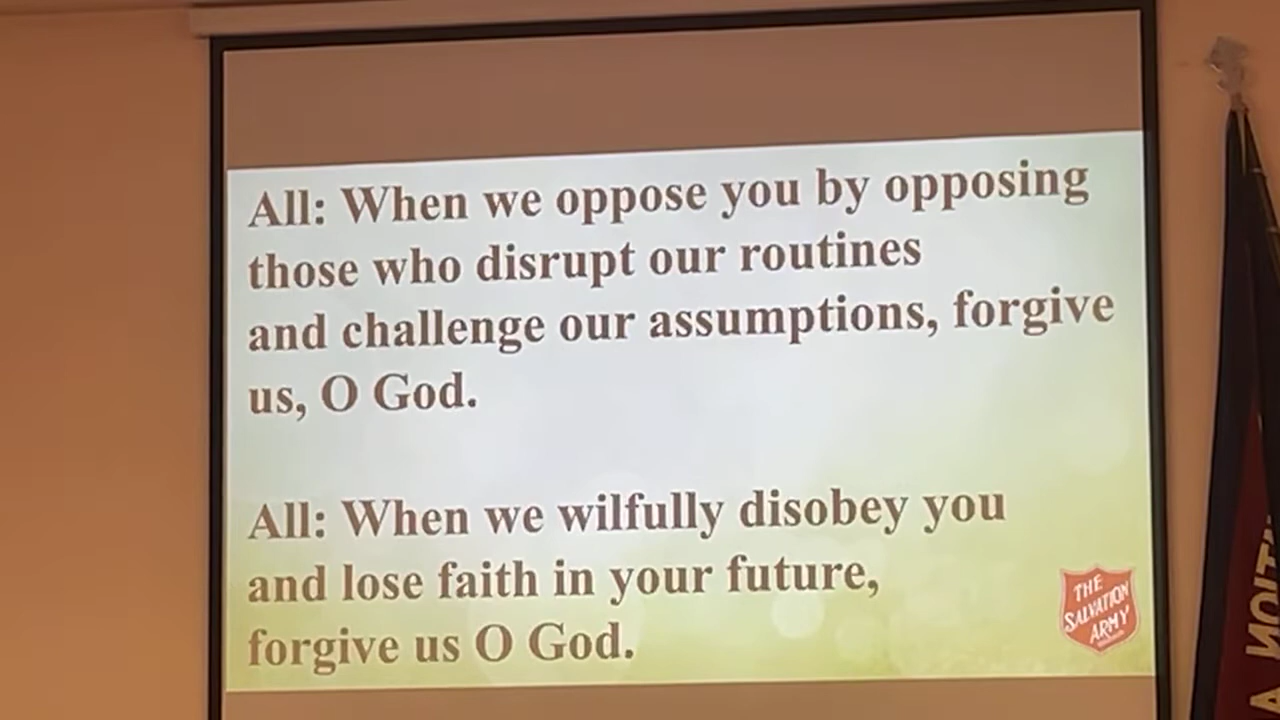 All: When we oppose you by opposing
those who disrupt our routines
and challenge our assumptions, forgive
us, O God.
All: When we wilfully disobey you
and lose faith in your future,
forgive us O God.
THE
SALVATION
ARMY